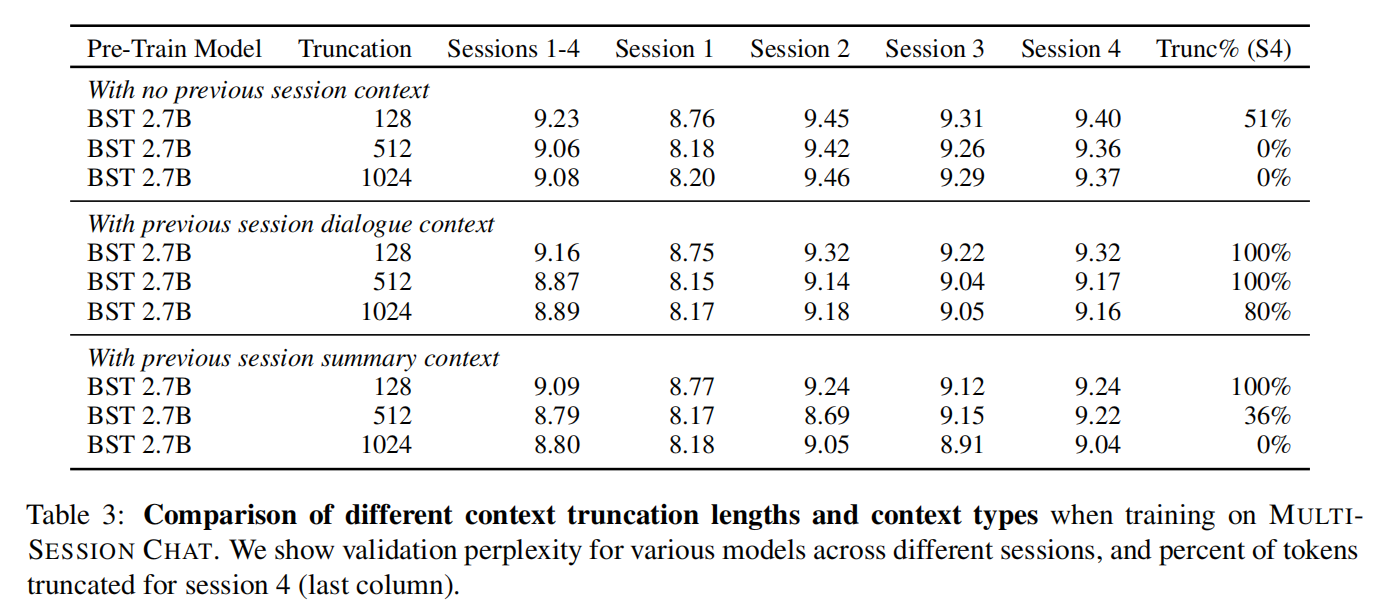 Pre-Train Model Truncation Sessions 1-4 Session 1 Session 2 Session 3 Session 4 Trunc% (S4)
With no previous session context
BST 2.7B 128 9.23 8.76 9.45 9.31 9.40 51%
BST 2.7B 512 9.06 8.18 9.42 9.26 9.36 0%
BST 2.7B 1024 9.08 8.20 9.46 9.29 9.37 0%
With previous session dialogue context
BST 2.7B 128 9.16 8.75 9.32 9.22 9.32 100%
BST 2.7B 512 8.87 8.15 9.14 9.04 9.17 100%
BST 2.7B 1024 8.89 8.17 9.18 9.05 9.16 80%
With previous session summary context
BST 2.7B 128 9.09 8.77 9.24 9.12 9.24 100%
BST 2.7B 512 8.79 8.17 8.69 9.15 9.22 36%
BST 2.7B 1024 8.80 8.18 9.05 8.91 9.04 0%
Table 3: Comparison of different context truncation lengths and context types when training on MULTI-
SESSION CHAT. We show validation perplexity for various models across different sessions, and percent of tokens
truncated for session 4 (last column).